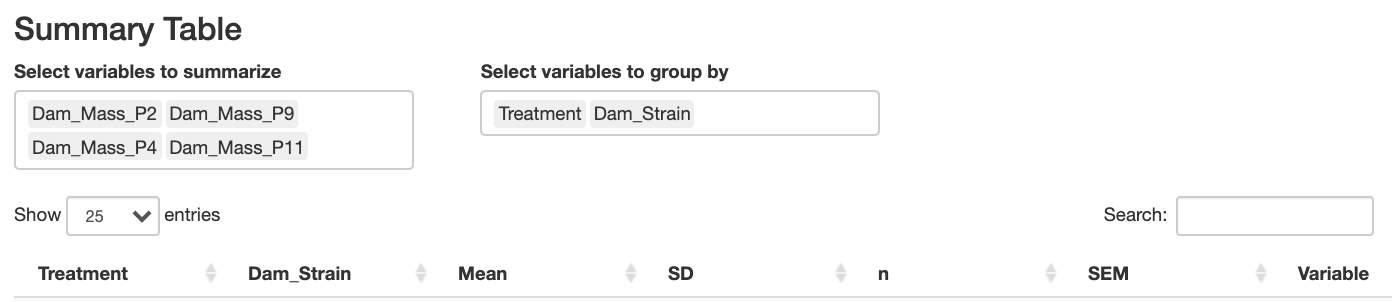 Summary Table
Select variables to summarize
Select variables to group by
Dam_Mass_P2 Dam_Mass_P9
Treatment Dam_Strain
Dam_Mass_P4 Dam_Mass_P11
Show 25 entries
Search:
Treatment Dam_Strain Mean SD n SEM Variable